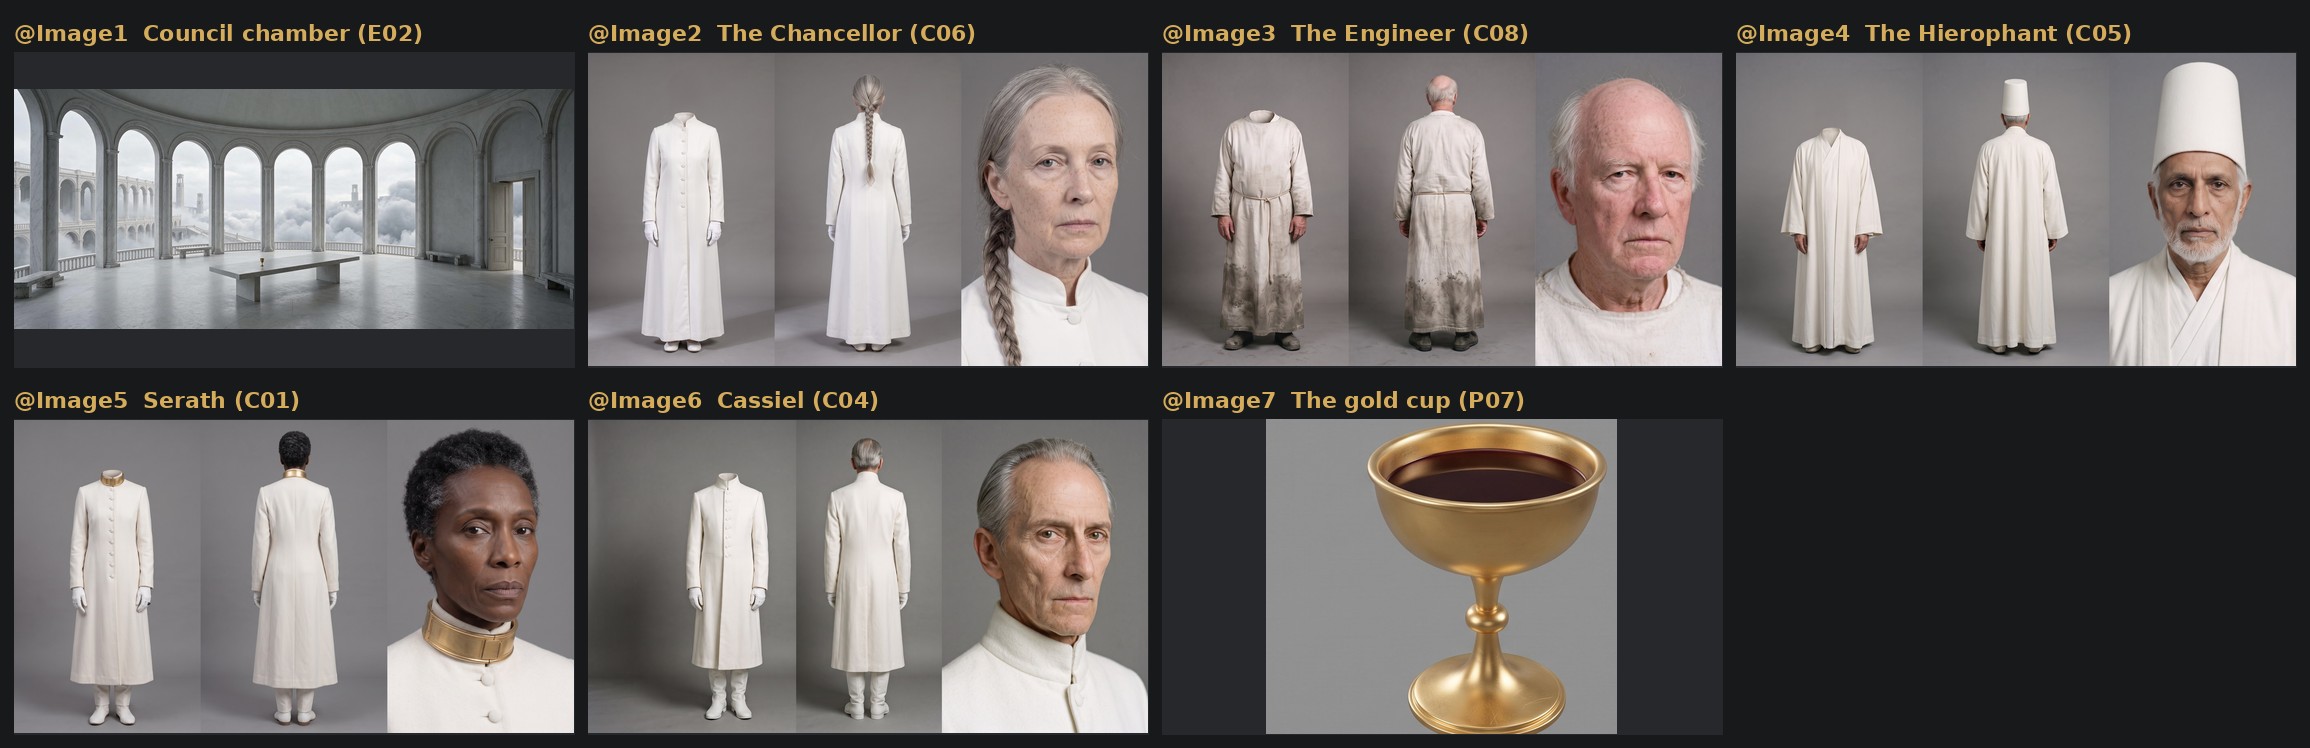 @Image1 Council chamber (E02)
@Image2 The Chancellor (C06)
@Image3 The Engineer (C08)
@Image4 The Hierophant (C05)
@Image5 Serath (C01)
@Image6 Cassiel (C04)
@Image7 The gold cup (P07)